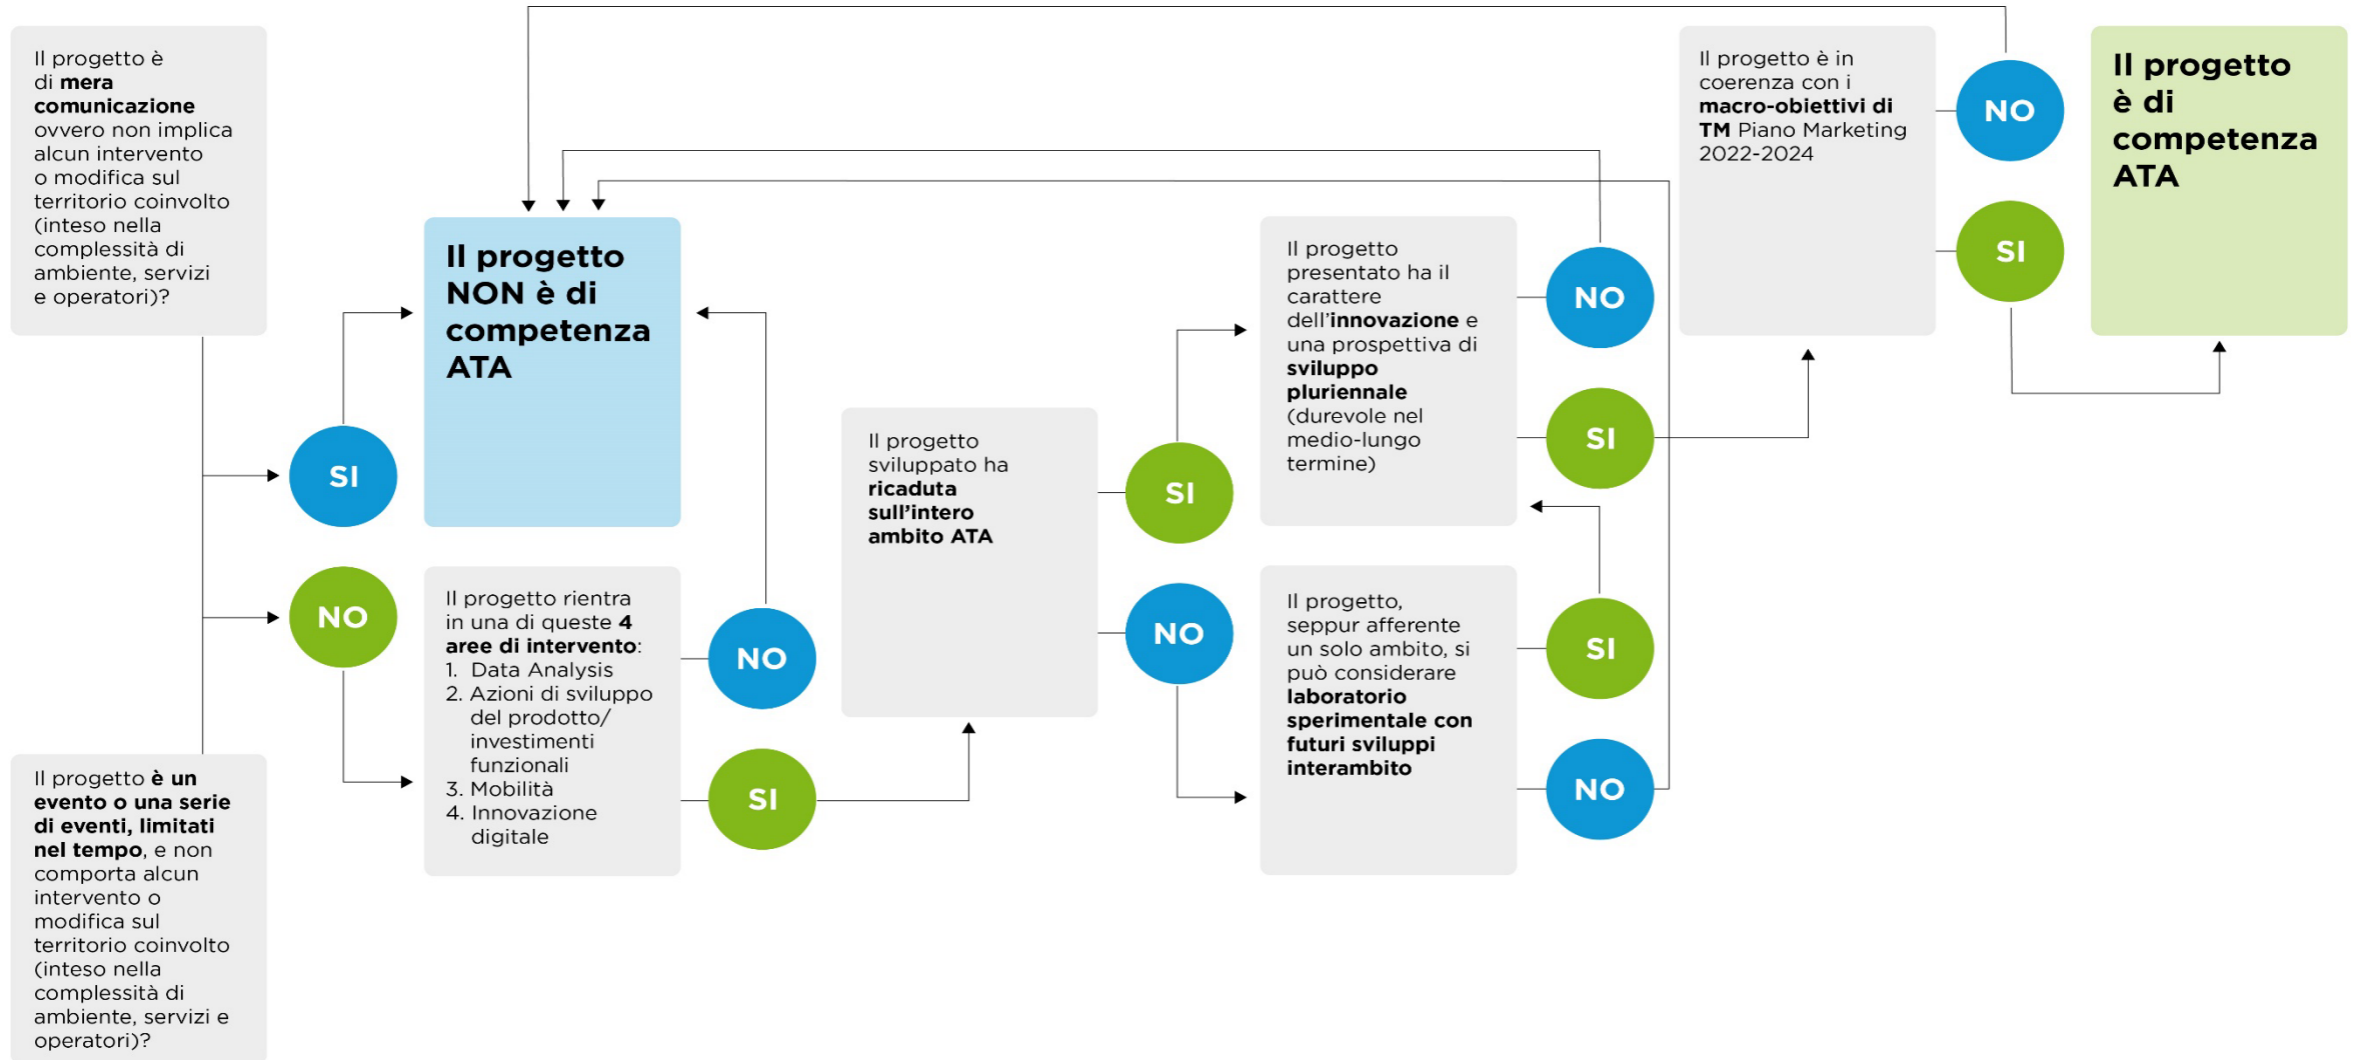 Il progetto è
di mera
comunicazione
ovvero non implica
alcun intervento
o modifica sul
territorio coinvolto
(inteso nella
complessità di
ambiente, servizi
e operatori)?
Il progetto è un
evento o una serie
di eventi, limitati
nel tempo, e non
comporta alcun
intervento o
modifica sul
territorio coinvolto
(inteso nella
complessità di
ambiente, servizi e
operatori)?
SI
NO
Il progetto
NON è di
competenza
ATA
Il progetto rientra
in una di queste 4
aree di intervento:
1. Data Analysis
2. Azioni di sviluppo
del prodotto/
investimenti
funzionali
3. Mobilità
4. Innovazione
digitale
NO
SI
Il progetto
sviluppato ha
ricaduta
sull’intero
ambito ATA
SI
NO
Il progetto
presentato ha il
carattere
dell’innovazione e
una prospettiva di
sviluppo
pluriennale
(durevole nel
medio-lungo
termine)
NO
SI
Il progetto,
seppur afferente
un solo ambito, si
può considerare
laboratorio
sperimentale con
futuri sviluppi
interambito
SI
NO
Il progetto è in
coerenza con i
macro-obiettivi di
TM Piano Marketing
2022-2024
NO
SI
Il progetto
è di
competenza
ATA